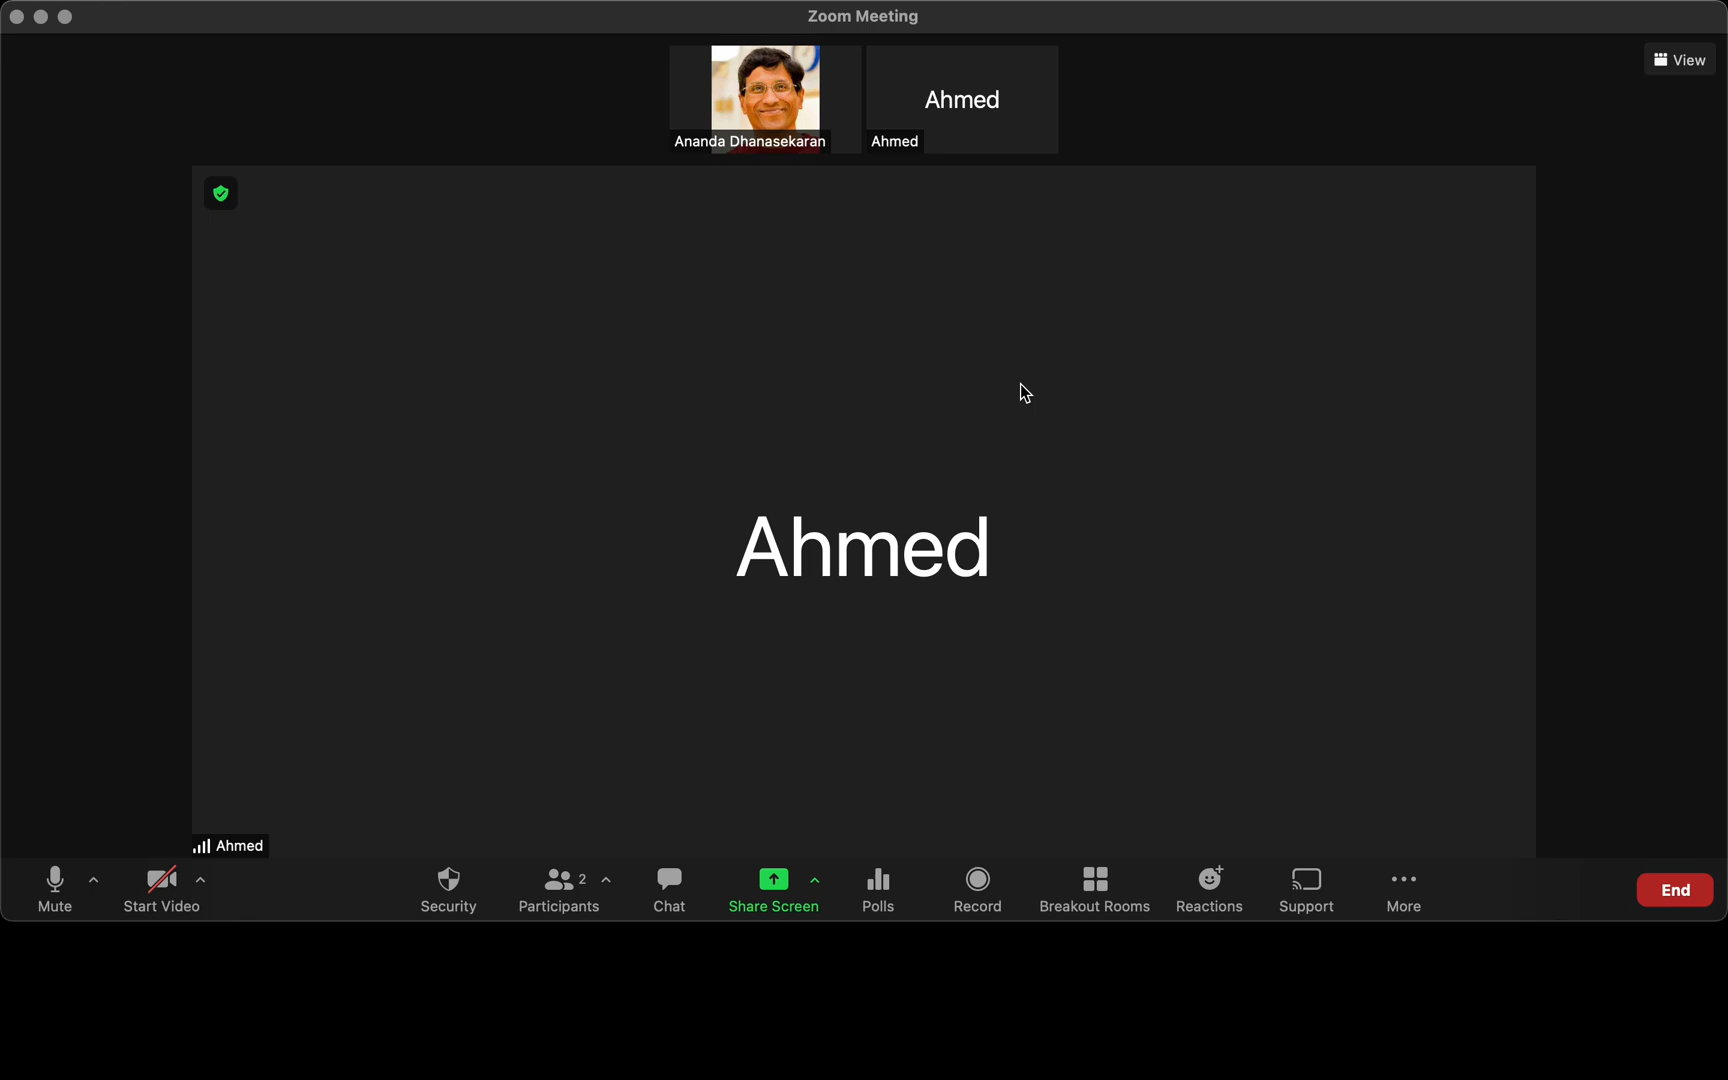 Zoom Meeting
View
Ahmed
Ananda Dhanasekaran
Ahmed
Ahmed
Ahmed
Mute
Start Video
Security
2
Participants
Chat
Share Screen
Polls
Record
Breakout Rooms
Reactions
Support
More
End